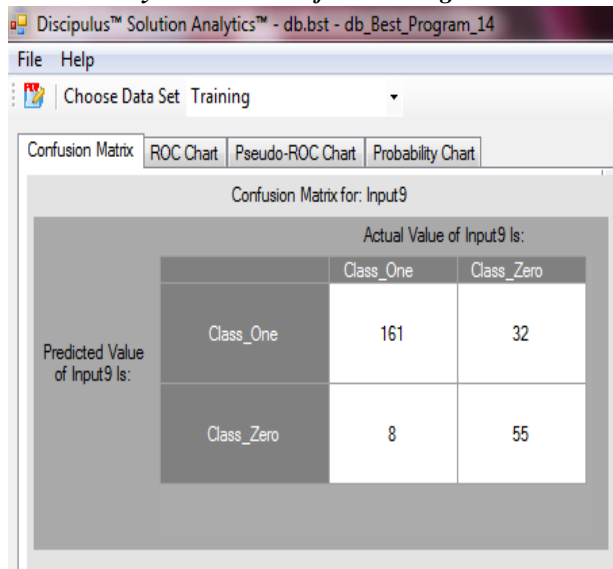 Discipulus™ Solution Analytics™ - db.bst - db_Best_Program_14
File Help
Choose Data Set Training
Confusion Matrix ROC Chart Pseudo-ROC Chart Probability Chart
Confusion Matrix for: Input9
Actual Value of Input9 Is:
Class_One Class_Zero
Predicted Value
of Input9 Is:
Class_One 161 32
Class_Zero 8 55